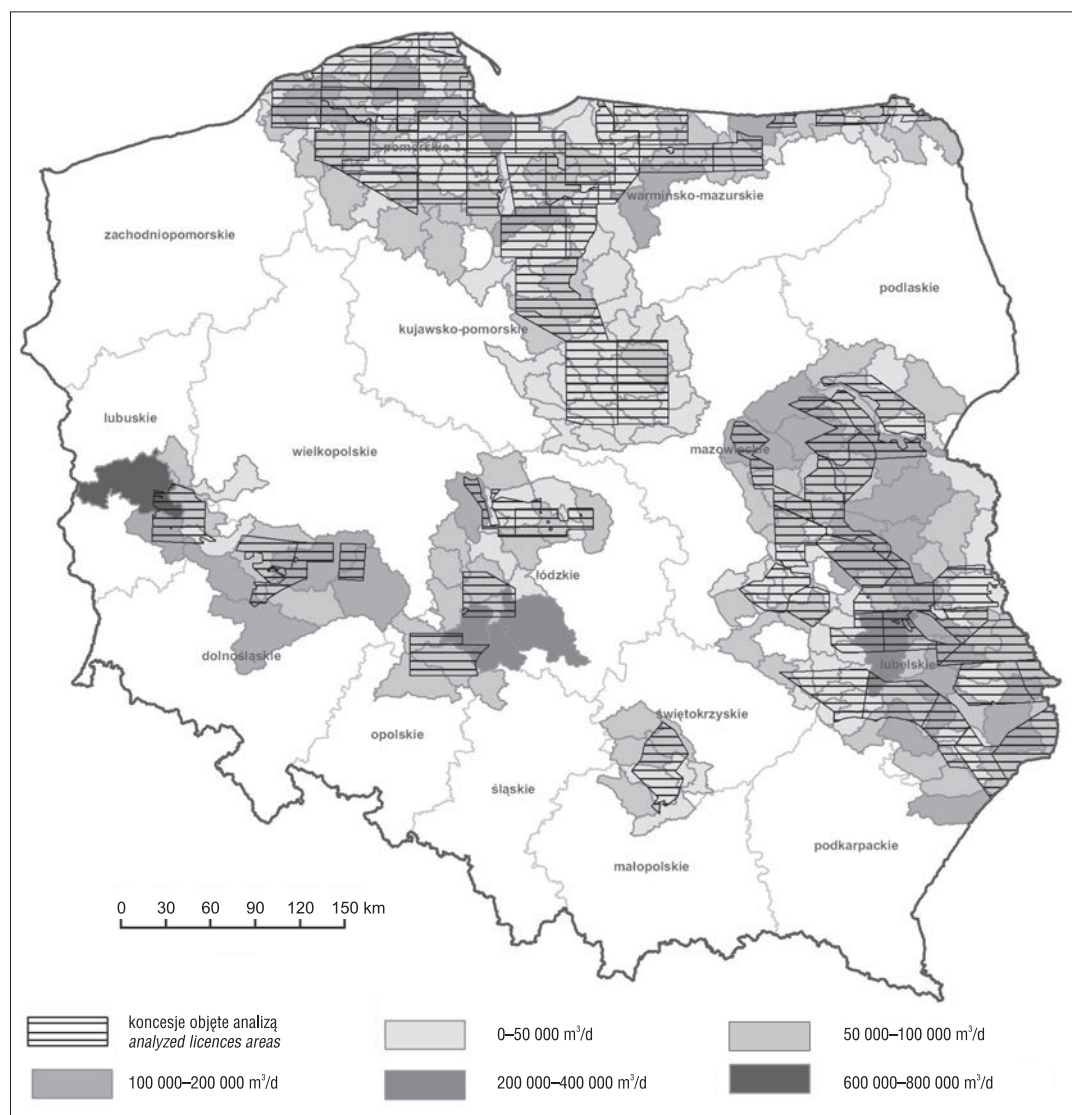 pomorskie
warmińsko-mazurskie
zachodniopomorskie
podlaskie
kujawsko-pomorskie
lubuskie
wielkopolskie
mazowieckie
łódzkie
dolnośląskie
lubelskie
świętokrzyskie
opolskie
śląskie
podkarpackie
małopolskie
0 30 60 90 120 150 km
koncesje objęte analizą
analyzed licences areas
0–50 000 m³/d
50 000–100 000 m³/d
100 000–200 000 m³/d
200 000–400 000 m³/d
600 000–800 000 m³/d